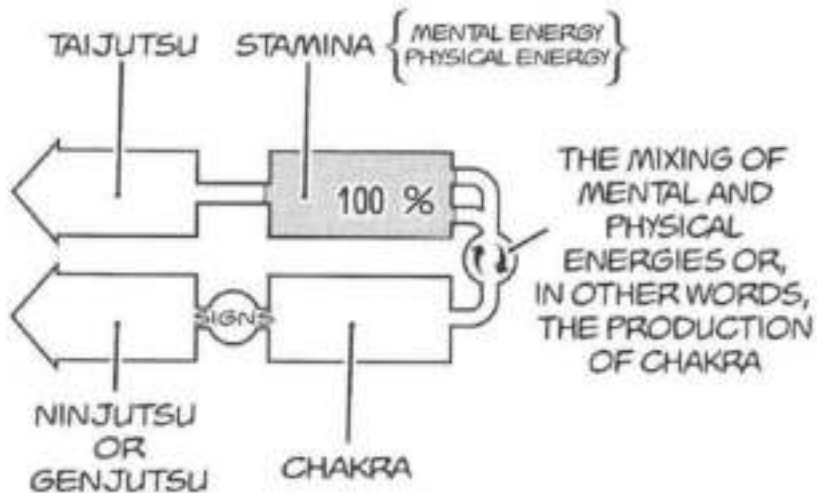 TAIJUTSU
STAMINA
MENTAL ENERGY
PHYSICAL ENERGY
100 %
THE MIXING OF
MENTAL AND
PHYSICAL
ENERGIES OR,
IN OTHER WORDS,
THE PRODUCTION
OF CHAKRA
SIGNS
NINJUTSU
OR
GENJUTSU
CHAKRA